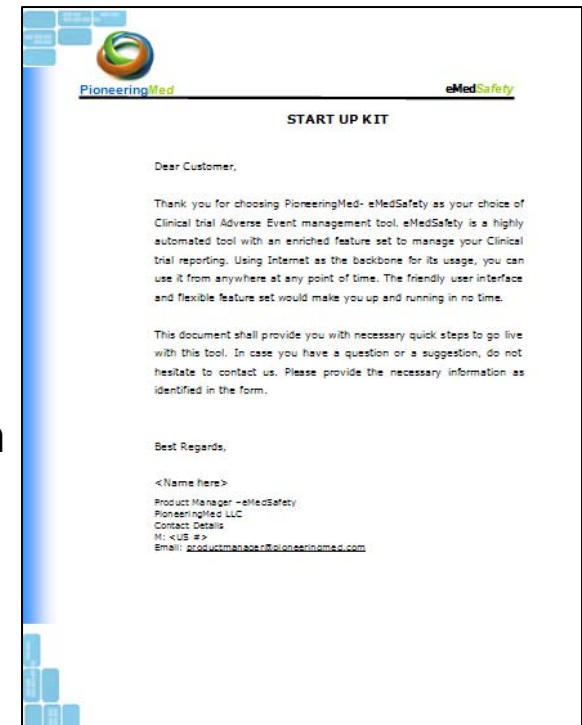 PioneeringMed eMedSafety
START UP KIT
Dear Customer,
Thank you for choosing PioneeringMed- eMedSafety as your choice of
Clinical trial Adverse Event management tool. eMedSafety is a highly
automated tool with an enriched feature set to manage your Clinical
trial reporting. Using Internet as the backbone for its usage, you can
use it from anywhere at any point of time. The friendly user interface
and flexible feature set would make you up and running in no time.
This document shall provide you with necessary quick steps to go live
with this tool. In case you have a question or a suggestion, do not
hesitate to contact us. Please provide the necessary information as
identified in the form.
n
Best Regards,
<Name here>
Product Manager –eMedSafety
PioneeringMed LLC
Contact Details
M: <US #>
Email: productmanager@pioneeringmed.com